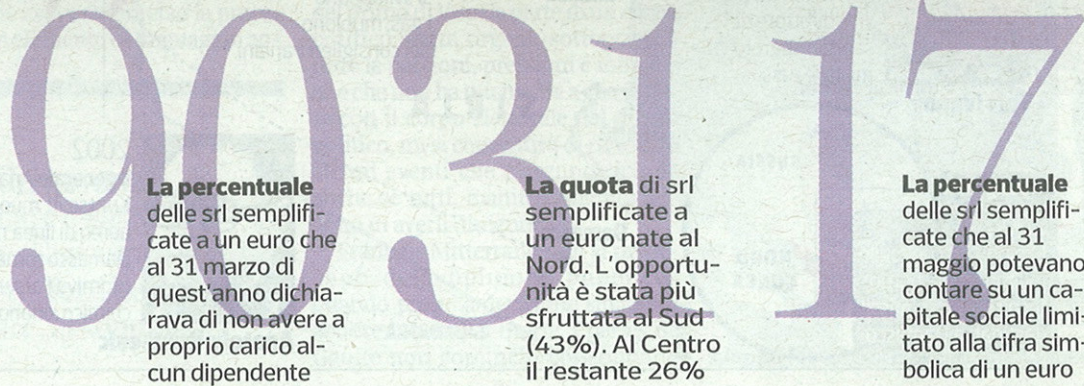 90
La percentuale
delle srl semplifi-
cate a un euro che
al 31 marzo di
quest'anno dichia-
rava di non avere a
proprio carico al-
cun dipendente
31
La quota di srl
semplificate a
un euro nate al
Nord. L'opportu-
nità è stata più
sfruttata al Sud
(43%). Al Centro
il restante 26%
17
La percentuale
delle srl semplifi-
cate che al 31
maggio potevano
contare su un ca-
pitale sociale limi-
tato alla cifra sim-
bolica di un euro